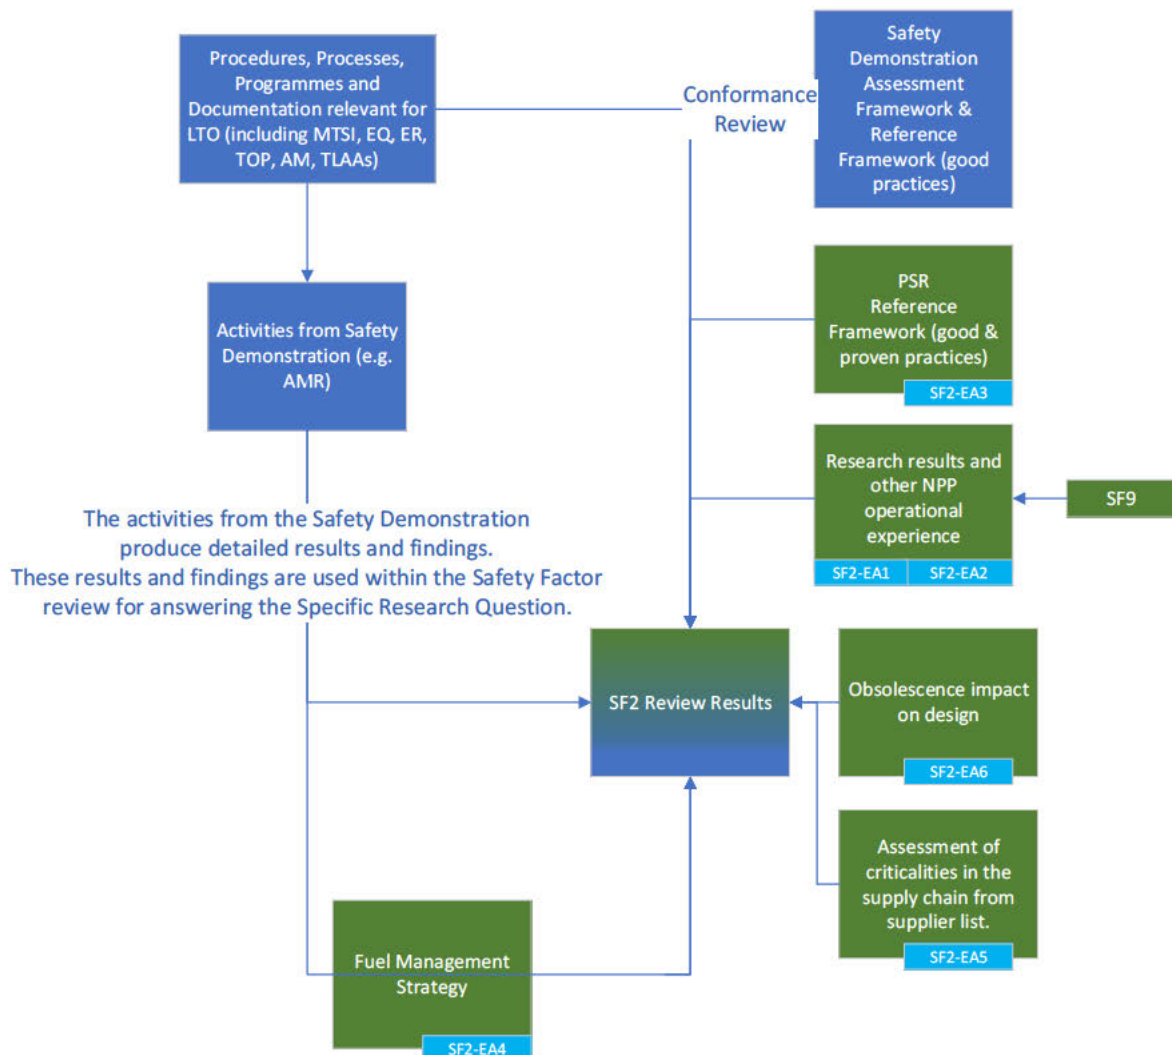 Procedures, Processes,
Programmes and
Documentation relevant for
LTO (including MTSI, EQ, ER,
TOP, AM, TLAAs)
Conformance
Review
Safety
Demonstration
Assessment
Framework &
Reference
Framework (good
practices)
PSR
Reference
Framework (good &
proven practices)
SF2-EA3
Activities from Safety
Demonstration (e.g.
AMR)
Research results and
other NPP
operational
experience
SF2-EA1
SF2-EA2
SF9
The activities from the Safety Demonstration
produce detailed results and findings.
These results and findings are used within the Safety Factor
review for answering the Specific Research Question.
SF2 Review Results
Obsolescence impact
on design
SF2-EA6
Assessment of
criticalities in the
supply chain from
supplier list.
SF2-EA5
Fuel Management
Strategy
SF2-EA4